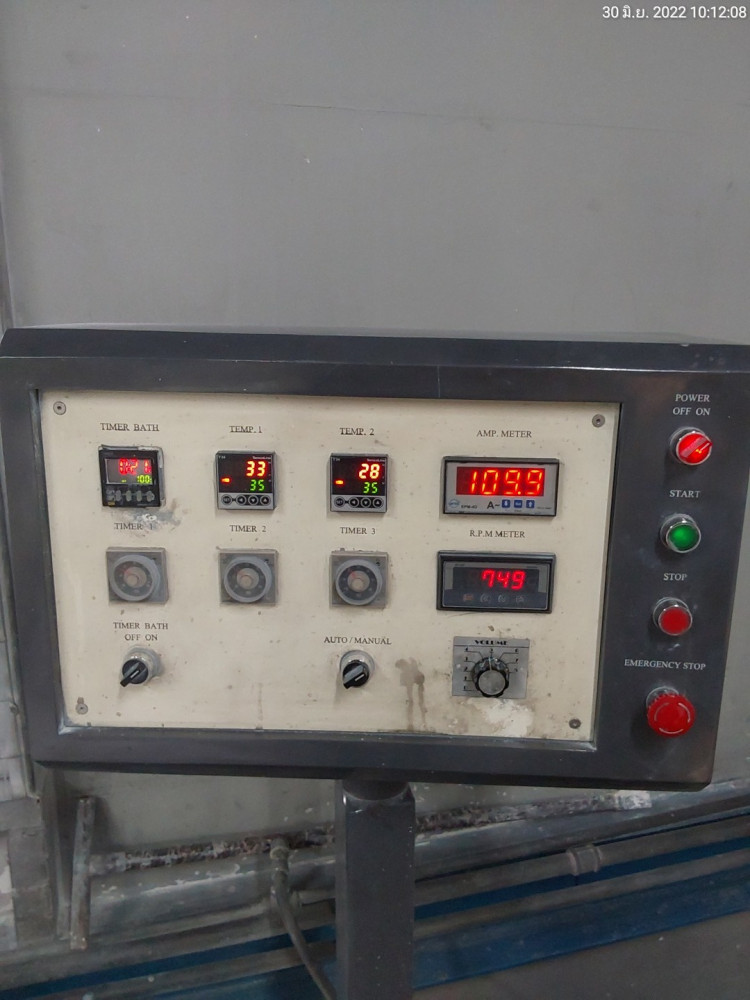 30 มิ.ย. 2022 10:12:08
POWER
OFF ON
TIMER BATH
TEMP. 1
TEMP. 2
AMP. METER
33
35
28
35
109.9
A-
START
TIMER 1
TIMER 2
TIMER 3
R.P.M METER
749
STOP
TIMER BATH
OFF ON
AUTO / MANUAL
VOLUME
EMERGENCY STOP